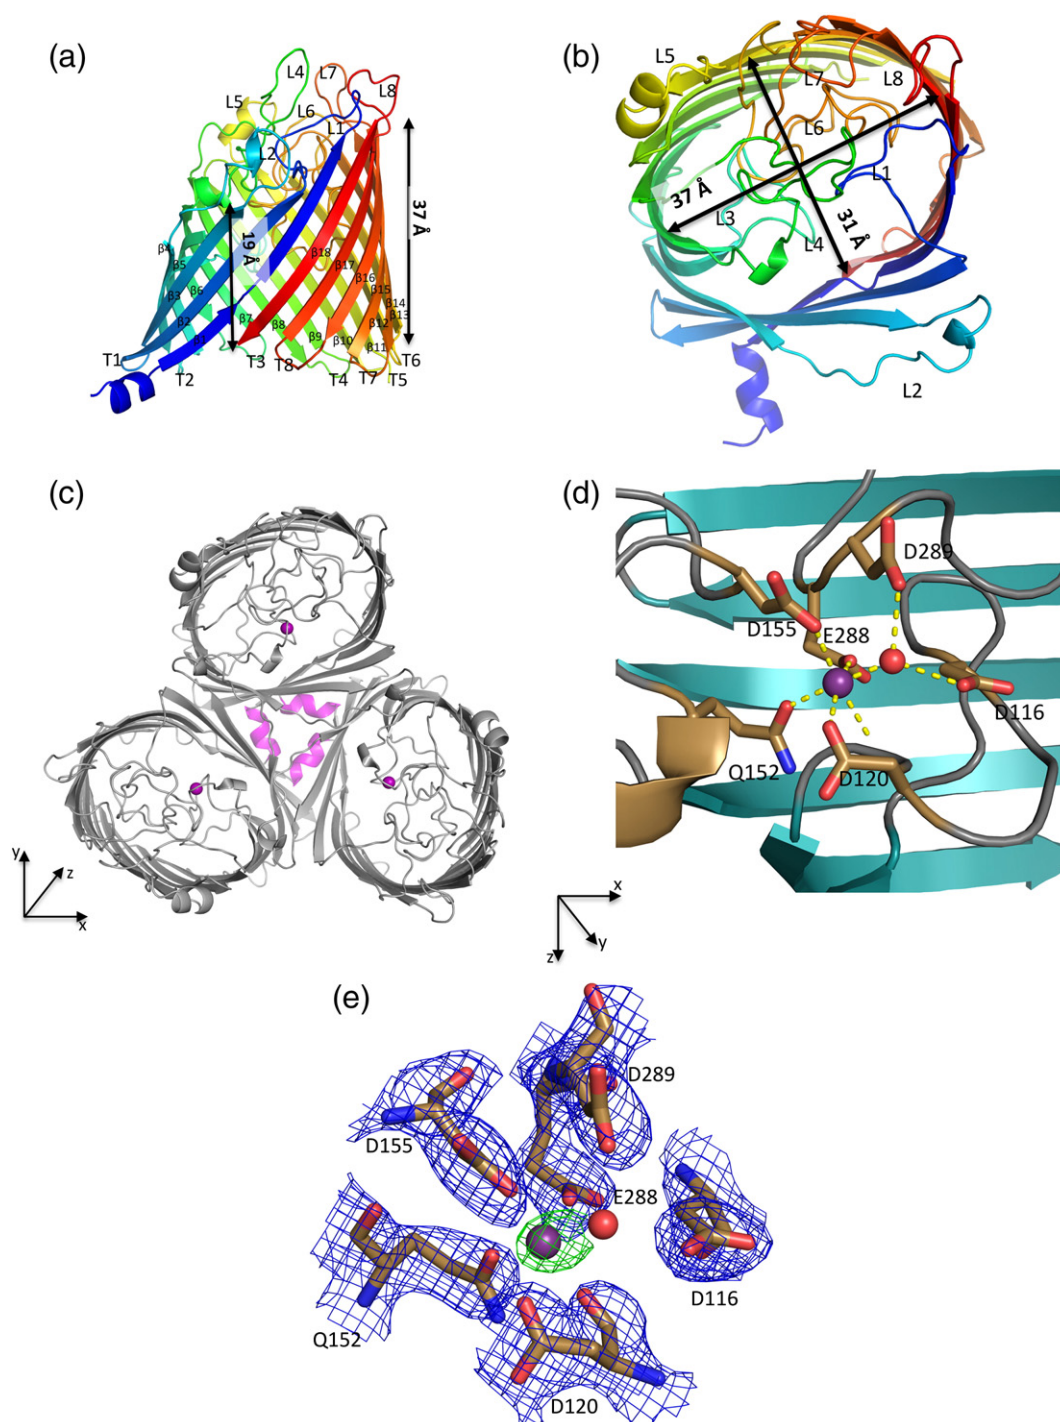 (a)
L4
L7
L8
L5
L6
L1
L2
37 Å
19 Å
β4
β5
β3
β6
β2
β1
β7
β8
β18
β17
β16
β15
β14
β13
β12
β11
β10
β9
T1
T2
T3
T8
T4
T7
T5
T6
(b)
L5
L7
L8
L6
L1
37 Å
31 Å
L3
L4
L2
(c)
y
z
x
(d)
D289
D155
E288
D116
Q152
D120
x
y
z
(e)
D289
D155
E288
D116
Q152
D120